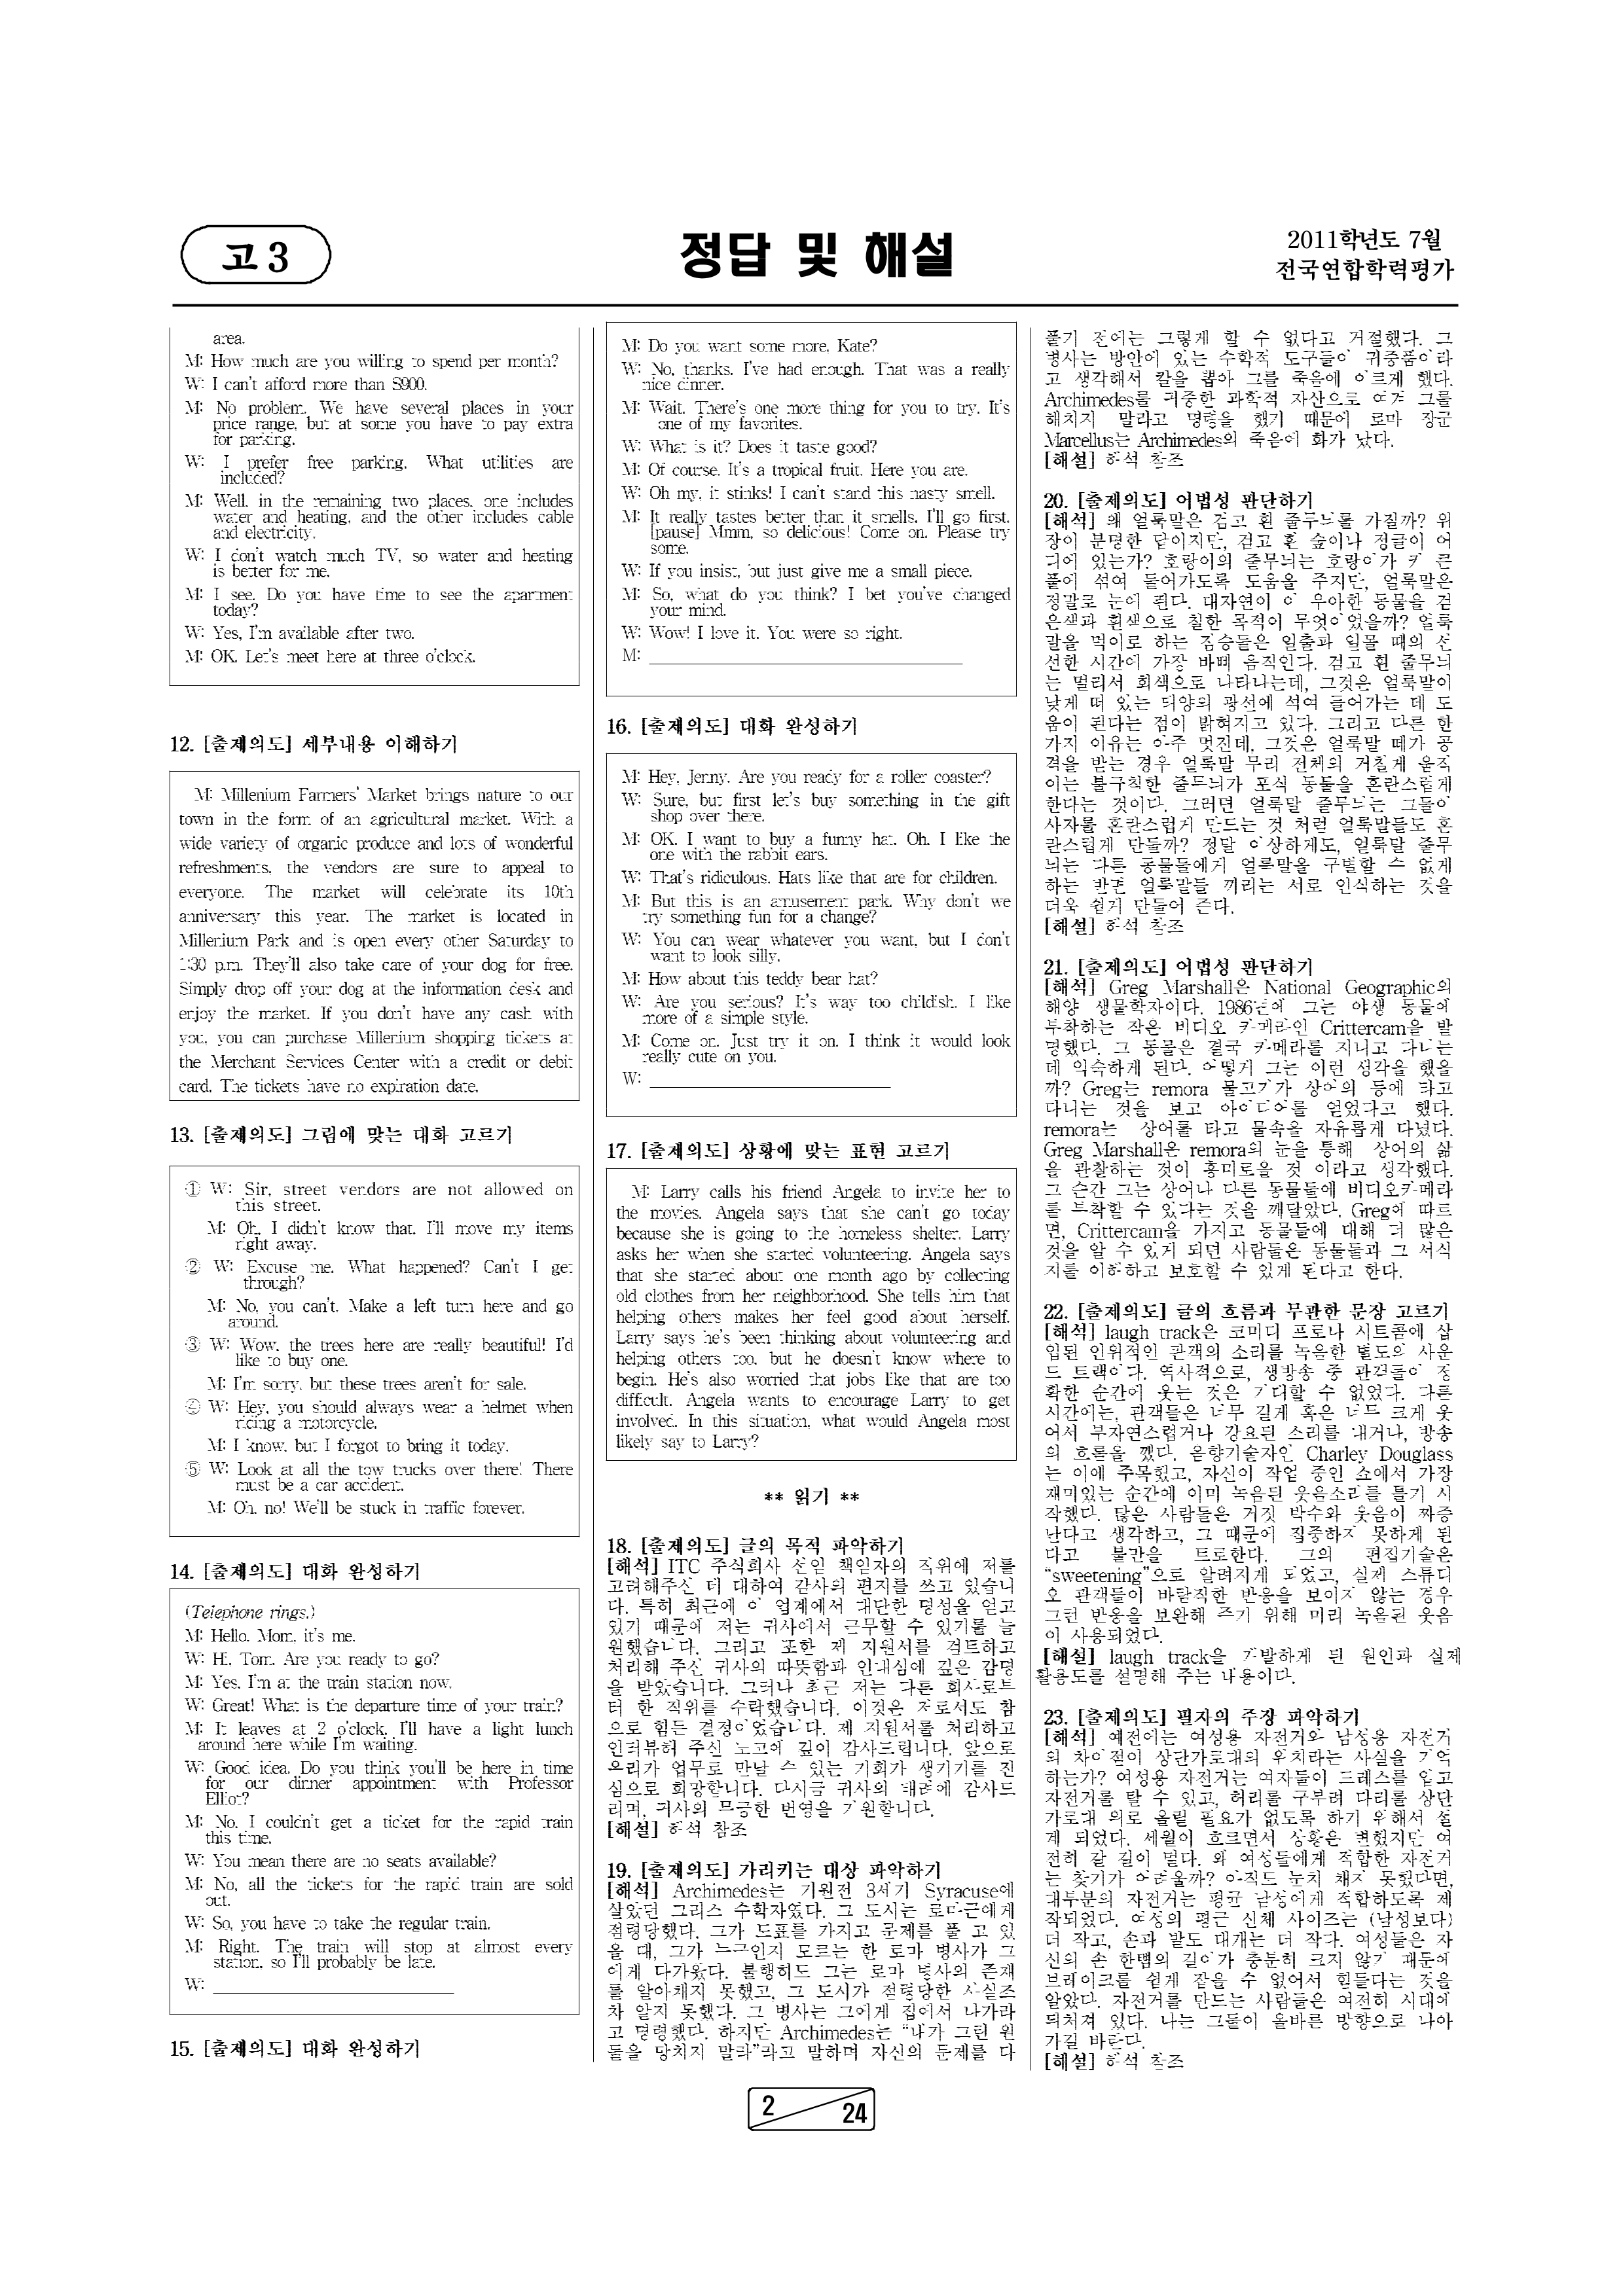 고 3
정답 및 해설
2011학년도 7월
전국연합학력평가
area.
M: How much are you willing to spend per month?
W: I can't afford more than $900.
M: No problem. We have several places in your
price range, but at some you have to pay extra
for parking.
W: I prefer free parking. What utilities are
included?
M: Well, in the remaining two places, one includes
water and heating, and the other includes cable
and electricity.
W: I don't watch much TV, so water and heating
is better for me.
M: I see. Do you have time to see the apartment
today?
W: Yes, I'm available after two.
M: OK. Let's meet here at three o'clock.
12. [출제의도] 세부내용 이해하기
M: Millenium Farmers' Market brings nature to our
town in the form of an agricultural market. With a
wide variety of organic produce and lots of wonderful
refreshments, the vendors are sure to appeal to
everyone. The market will celebrate its 10th
anniversary this year. The market is located in
Millenium Park and is open every other Saturday to
1:30 p.m. They'll also take care of your dog for free.
Simply drop off your dog at the information desk and
enjoy the market. If you don't have any cash with
you, you can purchase Millenium shopping tickets at
the Merchant Services Center with a credit or debit
card. The tickets have no expiration date.
13. [출제의도] 그림에 맞는 대화 고르기
① W: Sir, street vendors are not allowed on
this street.
M: Oh, I didn't know that. I'll move my items
right away.
② W: Excuse me. What happened? Can't I get
through?
M: No, you can't. Make a left turn here and go
around.
③ W: Wow, the trees here are really beautiful! I'd
like to buy one.
M: I'm sorry, but these trees aren't for sale.
④ W: Hey, you should always wear a helmet when
riding a motorcycle.
M: I know, but I forgot to bring it today.
⑤ W: Look at all the tow trucks over there! There
must be a car accident.
M: Oh, no! We'll be stuck in traffic forever.
14. [출제의도] 대화 완성하기
(Telephone rings.)
M: Hello. Mom, it's me.
W: Hi, Tom. Are you ready to go?
M: Yes. I'm at the train station now.
W: Great! What is the departure time of your train?
M: It leaves at 2 o'clock. I'll have a light lunch
around here while I'm waiting.
W: Good idea. Do you think you'll be here in time
for our dinner appointment with Professor
Elliot?
M: No. I couldn't get a ticket for the rapid train
this time.
W: You mean there are no seats available?
M: No, all the tickets for the rapid train are sold
out.
W: So, you have to take the regular train.
M: Right. The train will stop at almost every
station, so I'll probably be late.
W:
15. [출제의도] 대화 완성하기
M: Do you want some more, Kate?
W: No, thanks. I've had enough. That was a really
nice dinner.
M: Wait. There's one more thing for you to try. It's
one of my favorites.
W: What is it? Does it taste good?
M: Of course. It's a tropical fruit. Here you are.
W: Oh my, it stinks! I can't stand this nasty smell.
M: It really tastes better than it smells. I'll go first.
[pause] Mmm, so delicious! Come on. Please try
some.
W: If you insist, but just give me a small piece.
M: So, what do you think? I bet you've changed
your mind.
W: Wow! I love it. You were so right.
M:
16. [출제의도] 대화 완성하기
M: Hey, Jenny. Are you ready for a roller coaster?
W: Sure, but first let's buy something in the gift
shop over there.
M: OK. I want to buy a funny hat. Oh, I like the
one with the rabbit ears.
W: That's ridiculous. Hats like that are for children.
M: But this is an amusement park. Why don't we
try something fun for a change?
W: You can wear whatever you want, but I don't
want to look silly.
M: How about this teddy bear hat?
W: Are you serious? It's way too childish. I like
more of a simple style.
M: Come on. Just try it on. I think it would look
really cute on you.
W:
17. [출제의도] 상황에 맞는 표현 고르기
M: Larry calls his friend Angela to invite her to
the movies. Angela says that she can't go today
because she is going to the homeless shelter. Larry
asks her when she started volunteering. Angela says
that she started about one month ago by collecting
old clothes from her neighborhood. She tells him that
helping others makes her feel good about herself.
Larry says he's been thinking about volunteering and
helping others too, but he doesn't know where to
begin. He's also worried that jobs like that are too
difficult. Angela wants to encourage Larry to get
involved. In this situation, what would Angela most
likely say to Larry?
** 읽기 **
18. [출제의도] 글의 목적 파악하기
[해석] ITC 주식회사 선임 책임자의 직위에 저를
고려해주신 데 대하여 감사의 편지를 쓰고 있습니
다. 특히 최근에 이 업계에서 대단한 명성을 얻고
있기 때문에 저는 귀사에서 근무할 수 있기를 늘
원했습니다. 그리고 또한 제 지원서를 검토하고
처리해 주신 귀사의 따뜻함과 인내심에 깊은 감명
을 받았습니다. 그러나 최근 저는 다른 회사로부
터 한 직위를 수락했습니다. 이것은 저로서도 참
으로 힘든 결정이었습니다. 제 지원서를 처리하고
인터뷰해 주신 노고에 깊이 감사드립니다. 앞으로
우리가 업무로 만날 수 있는 기회가 생기기를 진
심으로 희망합니다. 다시금 귀사의 배려에 감사드
리며, 귀사의 무궁한 번영을 기원합니다.
[해설] 해석 참조
19. [출제의도] 가리키는 대상 파악하기
[해석] Archimedes는 기원전 3세기 Syracuse에
살았던 그리스 수학자였다. 그 도시는 로마군에게
점령당했다. 그가 도표를 가지고 문제를 풀 고 있
을 때, 그가 누구인지 모르는 한 로마 병사가 그
에게 다가왔다. 불행히도 그는 로마 병사의 존재
를 알아채지 못했고, 그 도시가 점령당한 사실조
차 알지 못했다. 그 병사는 그에게 집에서 나가라
고 명령했다. 하지만 Archimedes는 “내가 그린 원
들을 망치지 말라”라고 말하며 자신의 문제를 다
풀기 전에는 그렇게 할 수 없다고 거절했다. 그
병사는 방안에 있는 수학적 도구들이 귀중품이라
고 생각해서 칼을 뽑아 그를 죽음에 이르게 했다.
Archimedes를 귀중한 과학적 자산으로 여겨 그를
해치지 말라고 명령을 했기 때문에 로마 장군
Marcellus는 Archimedes의 죽음에 화가 났다.
[해설] 해석 참조
20. [출제의도] 어법성 판단하기
[해석] 왜 얼룩말은 검고 흰 줄무늬를 가질까? 위
장이 분명한 답이지만, 검고 흰 숲이나 정글이 어
디에 있는가? 호랑이의 줄무늬는 호랑이가 키 큰
풀에 섞여 들어가도록 도움을 주지만, 얼룩말은
정말로 눈에 띈다. 대자연이 이 우아한 동물을 검
은색과 흰색으로 칠한 목적이 무엇이었을까? 얼룩
말을 먹이로 하는 짐승들은 일출과 일몰 때의 선
선한 시간에 가장 바삐 움직인다. 검고 흰 줄무늬
는 멀리서 회색으로 나타나는데, 그것은 얼룩말이
낮게 떠 있는 태양의 광선에 섞여 들어가는 데 도
움이 된다는 점이 밝혀지고 있다. 그리고 다른 한
가지 이유는 아주 멋진데, 그것은 얼룩말 떼가 공
격을 받는 경우 얼룩말 무리 전체의 거칠게 움직
이는 불규칙한 줄무늬가 포식 동물을 혼란스럽게
한다는 것이다. 그러면 얼룩말 줄무늬는 그들이
사자를 혼란스럽게 만드는 것 처럼 얼룩말들도 혼
란스럽게 만들까? 정말 이상하게도, 얼룩말 줄무
늬는 다른 동물들에게 얼룩말을 구별할 수 없게
하는 반면 얼룩말들 끼리는 서로 인식하는 것을
더욱 쉽게 만들어 준다.
[해설] 해석 참조
21. [출제의도] 어법성 판단하기
[해석] Greg Marshall은 National Geographic의
해양 생물학자이다. 1986년에 그는 야생 동물에
부착하는 작은 비디오 카메라인 Crittercam을 발
명했다. 그 동물은 결국 카메라를 지니고 다니는
데 익숙하게 된다. 어떻게 그는 이런 생각을 했을
까? Greg는 remora 물고기가 상어의 등에 타고
다니는 것을 보고 아이디어를 얻었다고 했다.
remora는 상어를 타고 물속을 자유롭게 다녔다.
Greg Marshall은 remora의 눈을 통해 상어의 삶
을 관찰하는 것이 흥미로울 것 이라고 생각했다.
그 순간 그는 상어나 다른 동물들에 비디오카메라
를 부착할 수 있다는 것을 깨달았다. Greg에 따르
면, Crittercam을 가지고 동물들에 대해 더 많은
것을 알 수 있게 되면 사람들은 동물들과 그 서식
지를 이해하고 보호할 수 있게 된다고 한다.
22. [출제의도] 글의 흐름과 무관한 문장 고르기
[해석] laugh track은 코미디 프로나 시트콤에 삽
입된 인위적인 관객의 소리를 녹음한 별도의 사운
드 트랙이다. 역사적으로, 생방송 중 관객들이 정
확한 순간에 웃는 것은 기대할 수 없었다. 다른
시간에는, 관객들은 너무 길게 혹은 너무 크게 웃
어서 부자연스럽거나 강요된 소리를 내거나, 방송
의 흐름을 깼다. 음향기술자인 Charley Douglass
는 이에 주목했고, 자신이 작업 중인 쇼에서 가장
재미있는 순간에 이미 녹음된 웃음소리를 틀기 시
작했다. 많은 사람들은 거짓 박수와 웃음이 짜증
난다고 생각하고, 그 때문에 집중하지 못하게 된
다고 불만을 토로한다. 그의 편집기술은
“sweetening”으로 알려지게 되었고, 실제 스튜디
오 관객들이 바람직한 반응을 보이지 않는 경우
그런 반응을 보완해 주기 위해 미리 녹음된 웃음
이 사용되었다.
[해설] laugh track을 개발하게 된 원인과 실제
활용도를 설명해 주는 내용이다.
23. [출제의도] 필자의 주장 파악하기
[해석] 예전에는 여성용 자전거와 남성용 자전거
의 차이점이 상단가로대의 위치라는 사실을 기억
하는가? 여성용 자전거는 여자들이 드레스를 입고
자전거를 탈 수 있고, 허리를 구부려 다리를 상단
가로대 위로 올릴 필요가 없도록 하기 위해서 설
계 되었다. 세월이 흐르면서 상황은 변했지만 여
전히 갈 길이 멀다. 왜 여성들에게 적합한 자전거
는 찾기가 어려울까? 아직도 눈치 채지 못했다면,
대부분의 자전거는 평균 남성에게 적합하도록 제
작되었다. 여성의 평균 신체 사이즈는 (남성보다)
더 작고, 손과 발도 대개는 더 작다. 여성들은 자
신의 손 한뼘의 길이가 충분히 크지 않기 때문에
브레이크를 쉽게 잡을 수 없어서 힘들다는 것을
알았다. 자전거를 만드는 사람들은 여전히 시대에
뒤처져 있다. 나는 그들이 올바른 방향으로 나아
가길 바란다.
[해설] 해석 참조
2
24